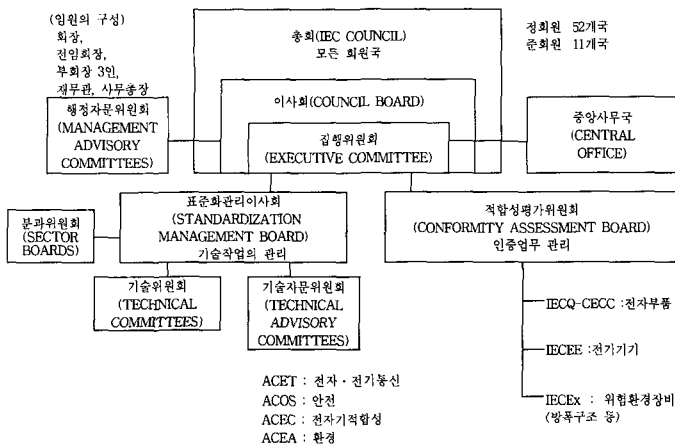 (임원의 구성)
회장,
전임회장,
부회장 3인,
재무관, 사무총장
총회(IEC COUNCIL)
모든 회원국
정회원 52개국
준회원 11개국
행정자문위원회
(MANAGEMENT
ADVISORY
COMMITTEES)
이사회(COUNCIL BOARD)
집행위원회
(EXECUTIVE COMMITTEE)
중앙사무국
(CENTRAL
OFFICE)
분과위원회
(SECTOR
BOARDS)
표준화관리이사회
(STANDARDIZATION
MANAGEMENT BOARD)
기술작업의 관리
적합성평가위원회
(CONFORMITY ASSESSMENT BOARD)
인증업무 관리
기술위원회
(TECHNICAL
COMMITTEES)
기술자문위원회
(TECHNICAL
ADVISORY
COMMITTEES)
IECQ-CECC :전자부품
IECEE :전기기기
IECEx : 위험환경장비
(방폭구조 등)
ACET : 전자·전기통신
ACOS : 안전
ACEC : 전자기적합성
ACEA : 환경